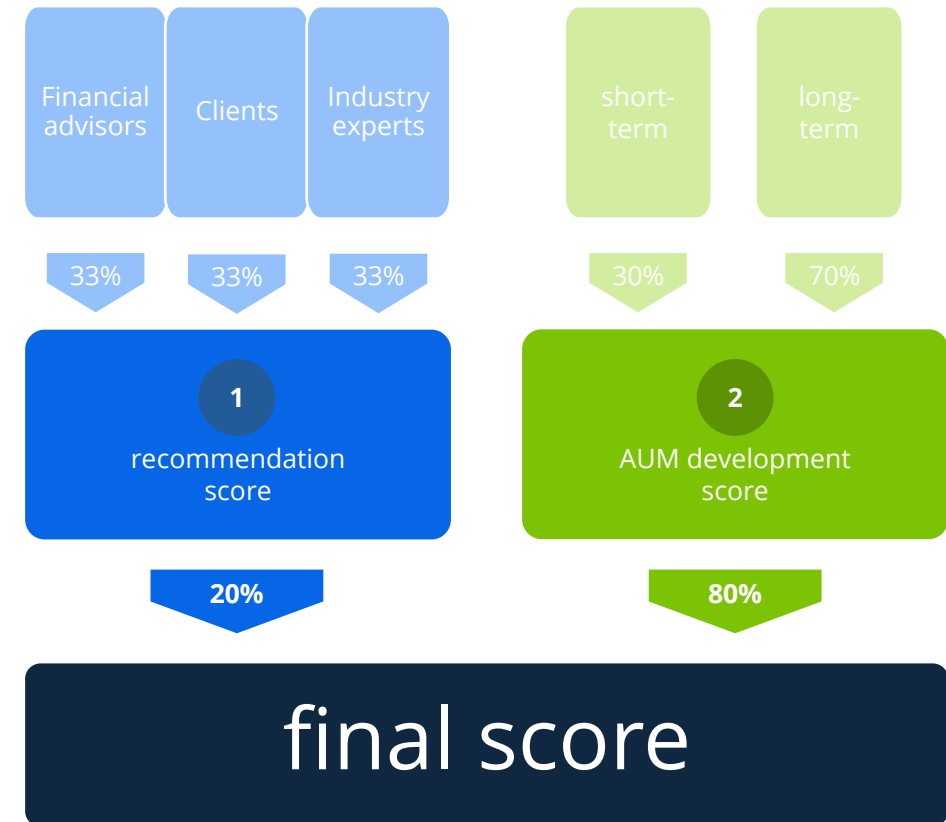 Financial
advisors
Clients
Industry
experts
short-
term
long-
term
33%
33%
33%
30%
70%
1
recommendation
score
2
AUM development
score
20%
80%
final score